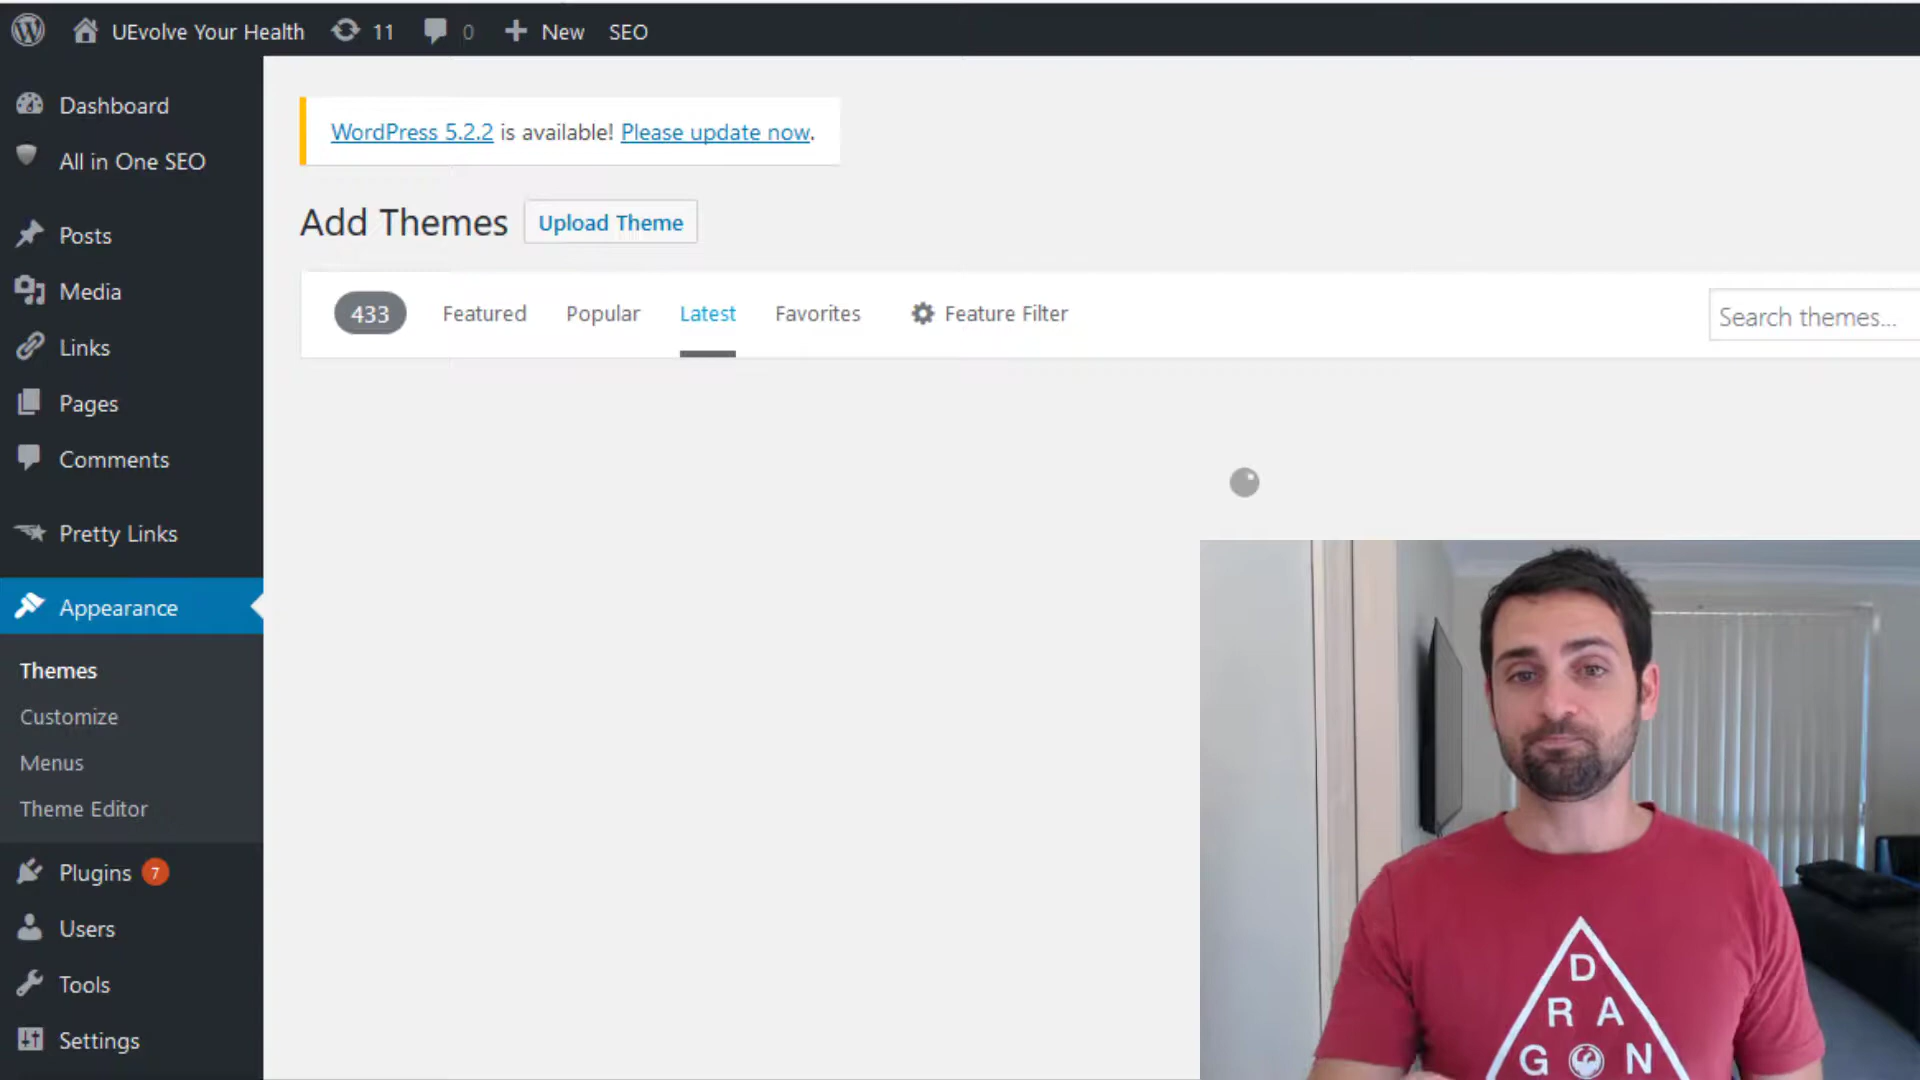 UEvolve Your Health 11 0 New SEO
Dashboard
All in One SEO
Posts
Media
Links
Pages
Comments
Pretty Links
Appearance
Themes
Customize
Menus
Theme Editor
Plugins 7
Users
Tools
Settings
WordPress 5.2.2 is available! Please update now.
Add Themes Upload Theme
433 Featured Popular Latest Favorites Feature Filter Search themes...
D
R A
G N